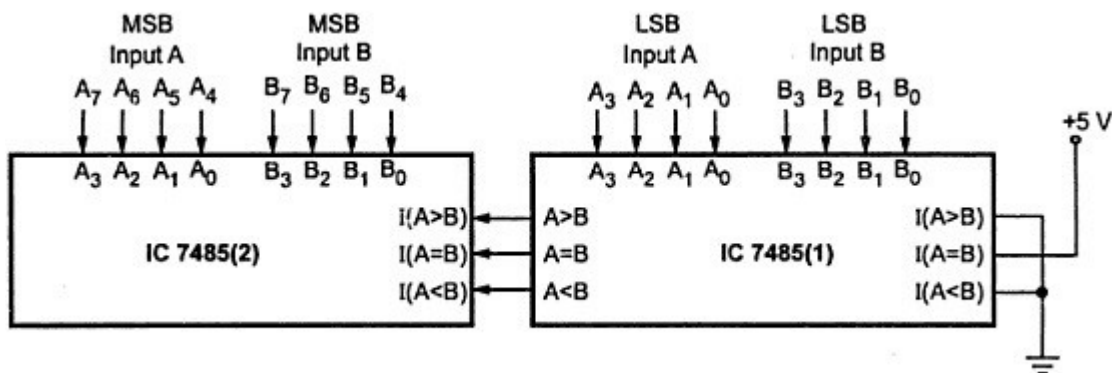 MSB MSB LSB LSB
Input A Input B Input A Input B
A7 A6 A5 A4 B7 B6 B5 B4 A3 A2 A1 A0 B3 B2 B1 B0
+5 V
A3 A2 A1 A0 B3 B2 B1 B0 A3 A2 A1 A0 B3 B2 B1 B0
I(A>B) A>B I(A>B)
IC 7485(2) I(A=B) A=B IC 7485(1) I(A=B)
I(A<B) A<B I(A<B)